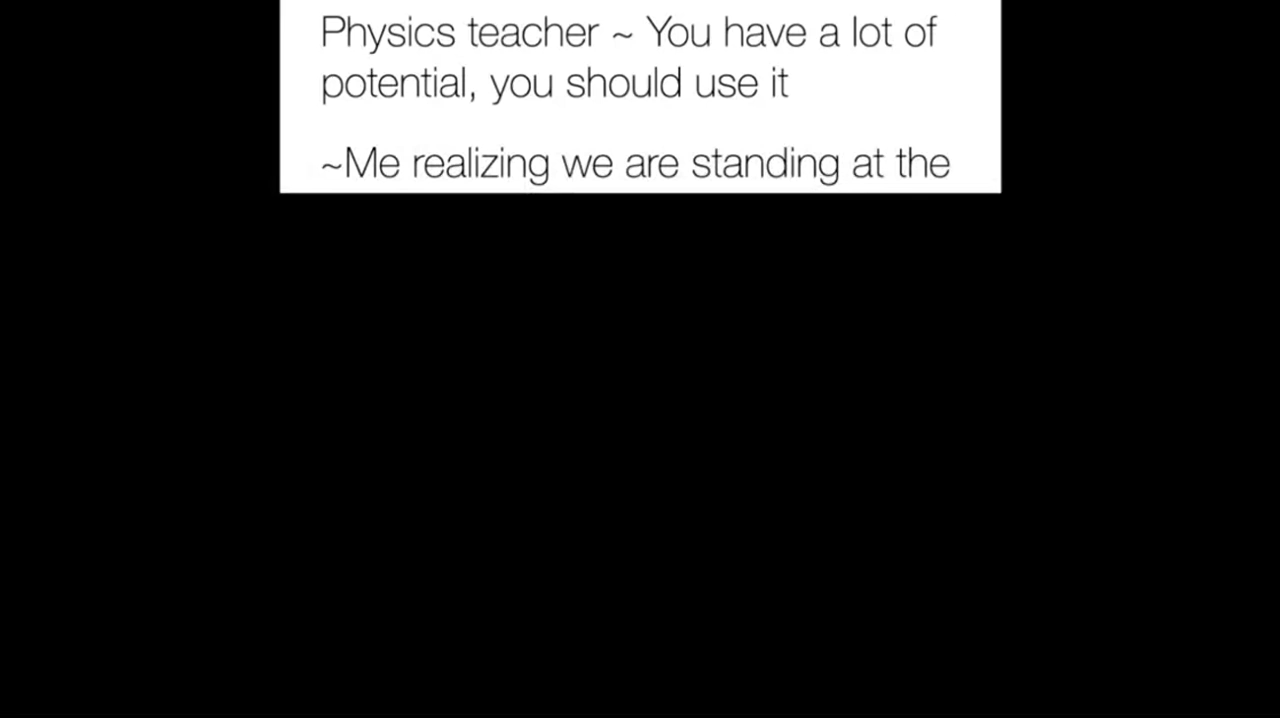 Physics teacher ~ You have a lot of
potential, you should use it
~Me realizing we are standing at the